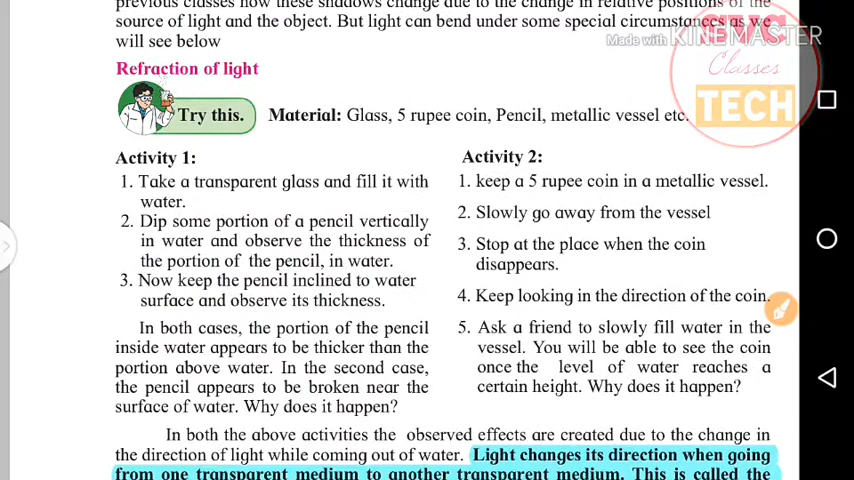 previous classes how these shadows change due to the change in relative positions of the
source of light and the object. But light can bend under some special circumstances as we
will see below
Made with KINEMASTER
Classes
TECH
Refraction of light
Try this.
Material: Glass, 5 rupee coin, Pencil, metallic vessel etc.
Activity 1:
1. Take a transparent glass and fill it with
water.
2. Dip some portion of a pencil vertically
in water and observe the thickness of
the portion of the pencil, in water.
3. Now keep the pencil inclined to water
surface and observe its thickness.
In both cases, the portion of the pencil
inside water appears to be thicker than the
portion above water. In the second case,
the pencil appears to be broken near the
surface of water. Why does it happen?
Activity 2:
1. keep a 5 rupee coin in a metallic vessel.
2. Slowly go away from the vessel
3. Stop at the place when the coin
disappears.
4. Keep looking in the direction of the coin.
5. Ask a friend to slowly fill water in the
vessel. You will be able to see the coin
once the level of water reaches a
certain height. Why does it happen?
In both the above activities the observed effects are created due to the change in
the direction of light while coming out of water. Light changes its direction when going
from one transparent medium to another transparent medium. This is called the